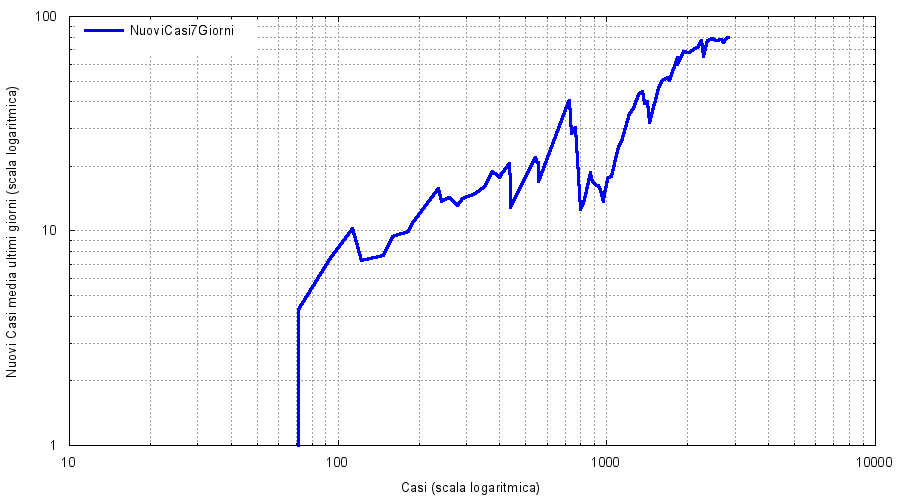 100
NuoviCasi7Giorni
10
1
Nuovi Casi media ultimi giorni (scala logaritmica)
10
100
1000
10000
Casi (scala logaritmica)